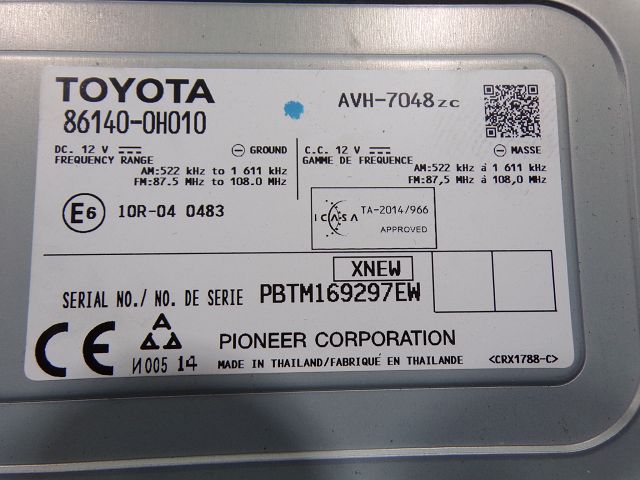 TOYOTA
86140-0H010
AVH-7048zc
DC. 12 V
GROUND
FREQUENCY RANGE
AM:522 kHz to 1 611 kHz
FM:87.5 MHz to 108.0 MHz
C.C. 12 V
MASSE
GAMME DE FREQUENCE
AM:522 kHz à 1 611 kHz
FM:87,5 MHz à 108,0 MHz
E6
10R-04 0483
ICASA
TA-2014/966
APPROVED
XNEW
SERIAL NO./ NO. DE SERIE PBTM169297EW
CE
N005 14
PIONEER CORPORATION
MADE IN THAILAND/FABRIQUÉ EN THAILANDE
<CRX1788-C>